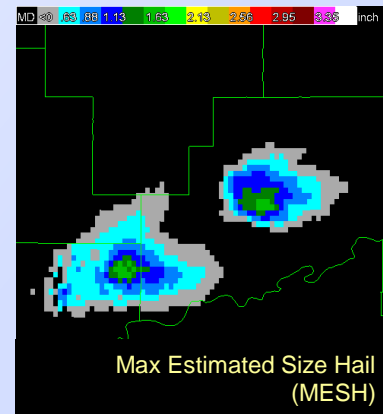 MD <0 .63 .88 1.13 1.63 2.13 2.56 2.95 3.35 inch
Max Estimated Size Hail
(MESH)